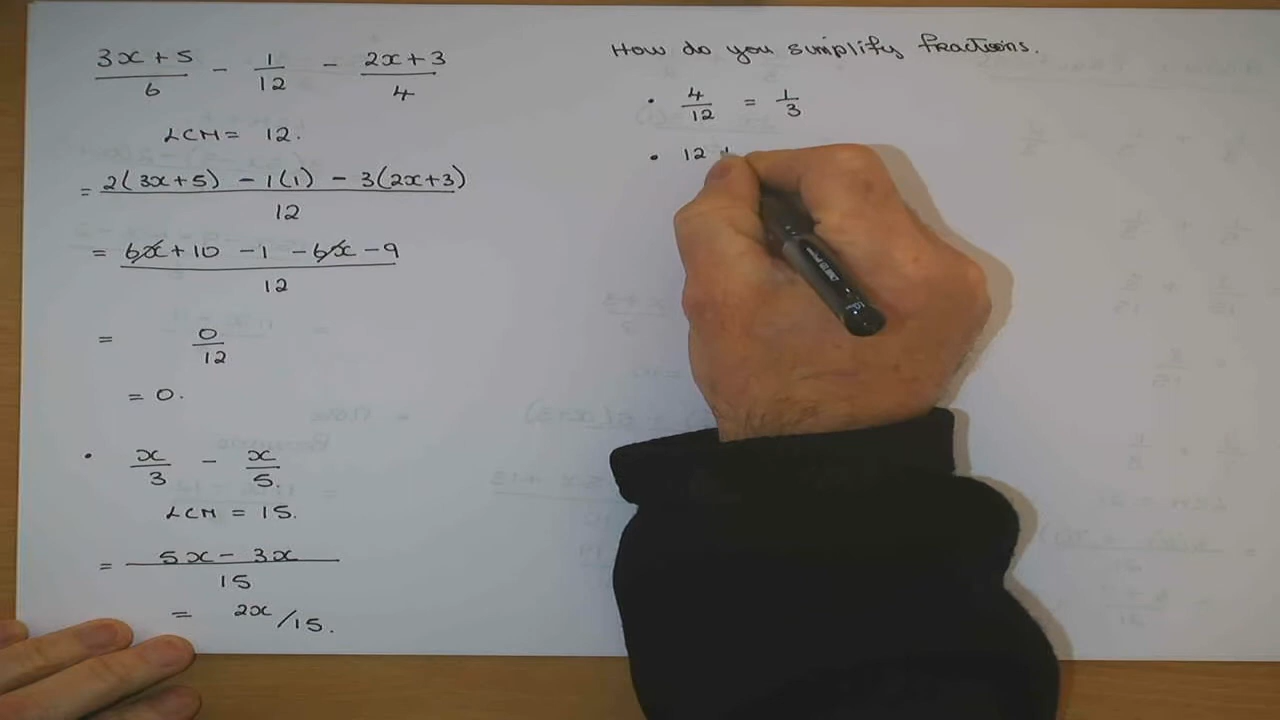 3x + 5 / 6 - 1 / 12 - 2x + 3 / 4
LCM = 12.
= 2(3x+5) - 1(1) - 3(2x+3) / 12
= 6x + 10 - 1 - 6x - 9 / 12
= 0 / 12
= 0.
• x / 3 - x / 5.
LCM = 15.
= 5x - 3x / 15
= 2x/15.
How do you simplify fractions.
• 4 / 12 = 1 / 3
• 12